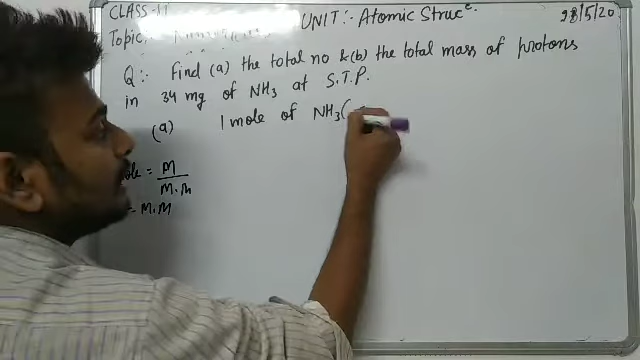 CLASS-11 UNIT:- Atomic Struc e. 28/5/20
Topic.
Q:- Find (a) the total no &(b) the total mass of protons
in 34 mg of NH3 at S.T.P.
(a) 1 mole of NH3(
ole = M
M.M
= M.M